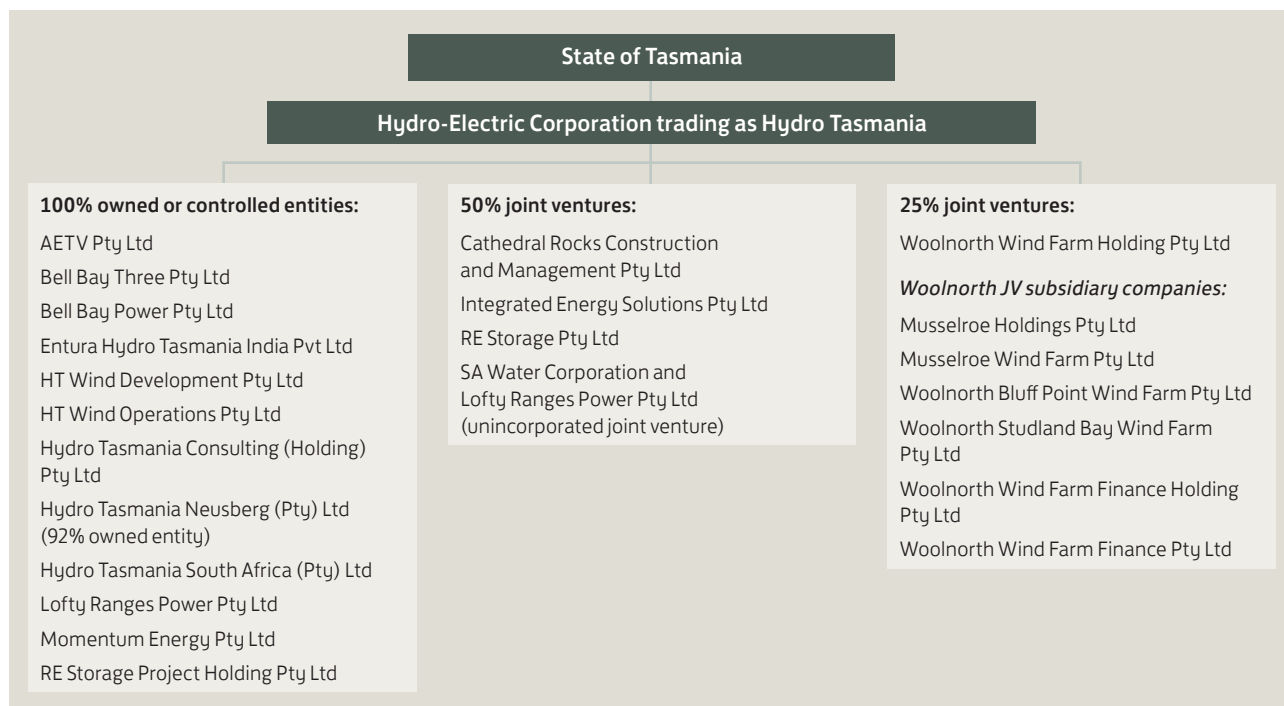 State of Tasmania
Hydro-Electric Corporation trading as Hydro Tasmania
100% owned or controlled entities:
AETV Pty Ltd
Bell Bay Three Pty Ltd
Bell Bay Power Pty Ltd
Entura Hydro Tasmania India Pvt Ltd
HT Wind Development Pty Ltd
HT Wind Operations Pty Ltd
Hydro Tasmania Consulting (Holding)
Pty Ltd
Hydro Tasmania Neusberg (Pty) Ltd
(92% owned entity)
Hydro Tasmania South Africa (Pty) Ltd
Lofty Ranges Power Pty Ltd
Momentum Energy Pty Ltd
RE Storage Project Holding Pty Ltd
50% joint ventures:
Cathedral Rocks Construction
and Management Pty Ltd
Integrated Energy Solutions Pty Ltd
RE Storage Pty Ltd
SA Water Corporation and
Lofty Ranges Power Pty Ltd
(unincorporated joint venture)
25% joint ventures:
Woolnorth Wind Farm Holding Pty Ltd
Woolnorth JV subsidiary companies:
Musselroe Holdings Pty Ltd
Musselroe Wind Farm Pty Ltd
Woolnorth Bluff Point Wind Farm Pty Ltd
Woolnorth Studland Bay Wind Farm
Pty Ltd
Woolnorth Wind Farm Finance Holding
Pty Ltd
Woolnorth Wind Farm Finance Pty Ltd